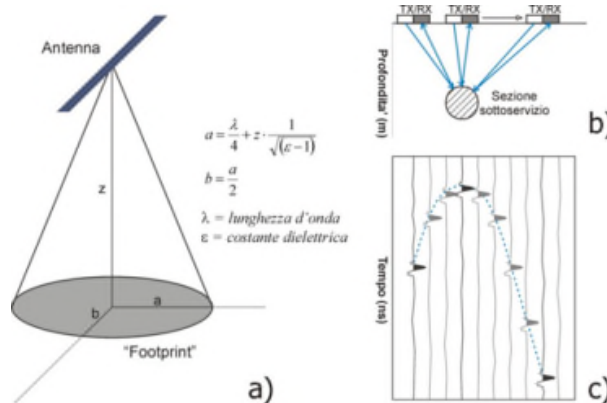 Antenna
z
a = λ/4 + z · 1/√(ε−1)
b = a/2
λ = lunghezza d'onda
ε = costante dielettrica
b
a
"Footprint"
a)
TX/RX TX/RX TX/RX
Profondita' (m)
Sezione
sottoservizio
b)
Tempo (ns)
c)